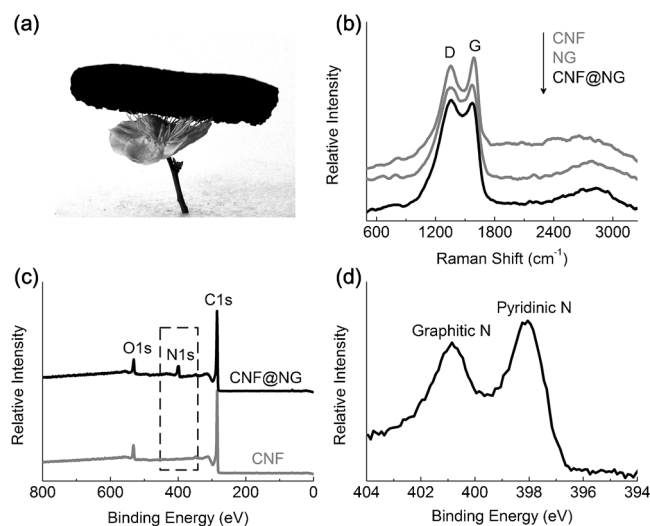 (a)
(b)
Relative Intensity
D G
CNF
NG
CNF@NG
600 1200 1800 2400 3000
Raman Shift (cm⁻¹)
(c)
Relative Intensity
C1s
O1s N1s
CNF@NG
CNF
800 600 400 200 0
Binding Energy (eV)
(d)
Relative Intensity
Pyridinic N
Graphitic N
404 402 400 398 396 394
Binding Energy (eV)